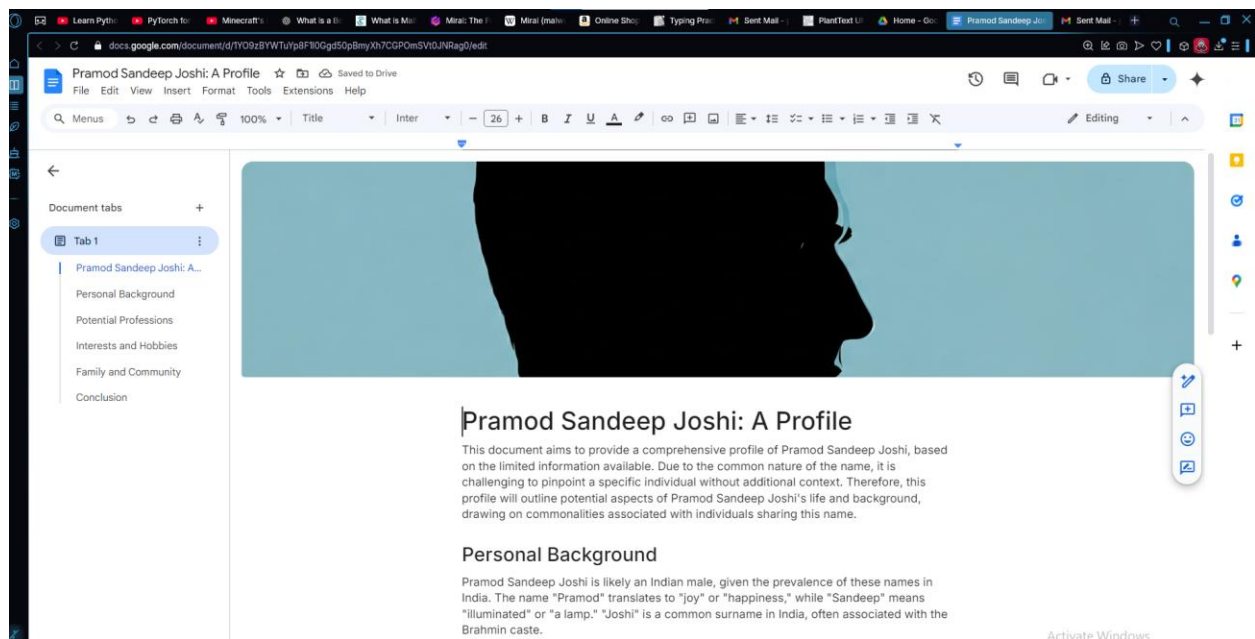 Learn Pytho
PyTorch for
Minecraft's
What is a Bo
What is Mal
Mirai: The F
Mirai (malw
Online Shop
Typing Prac
Sent Mail -
PlantText UI
Home - Goo
Pramod Sandeep Jo
Sent Mail -
docs.google.com/document/d/1YO9zBYWTuYp8F1l0Ggd50pBmyXh7CGPOmSVt0JNRag0/edit
Pramod Sandeep Joshi: A Profile
Saved to Drive
File Edit View Insert Format Tools Extensions Help
Share
Menus 100% Title Inter 26 B I U A Editing
Document tabs
Tab 1
Pramod Sandeep Joshi: A...
Personal Background
Potential Professions
Interests and Hobbies
Family and Community
Conclusion
Pramod Sandeep Joshi: A Profile
This document aims to provide a comprehensive profile of Pramod Sandeep Joshi, based
on the limited information available. Due to the common nature of the name, it is
challenging to pinpoint a specific individual without additional context. Therefore, this
profile will outline potential aspects of Pramod Sandeep Joshi's life and background,
drawing on commonalities associated with individuals sharing this name.
Personal Background
Pramod Sandeep Joshi is likely an Indian male, given the prevalence of these names in
India. The name "Pramod" translates to "joy" or "happiness," while "Sandeep" means
"illuminated" or "a lamp." "Joshi" is a common surname in India, often associated with the
Brahmin caste.
Activate Windows